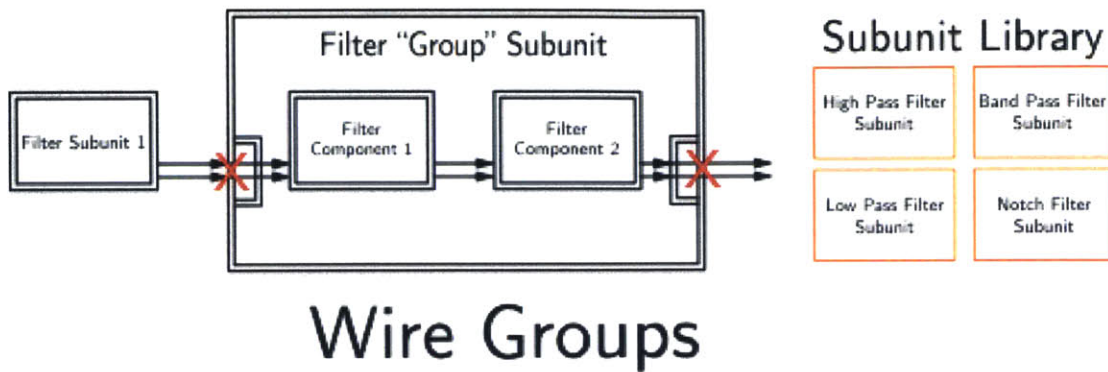 Filter "Group" Subunit
Filter Subunit 1
Filter
Component 1
Filter
Component 2
Subunit Library
High Pass Filter
Subunit
Band Pass Filter
Subunit
Low Pass Filter
Subunit
Notch Filter
Subunit
Wire Groups